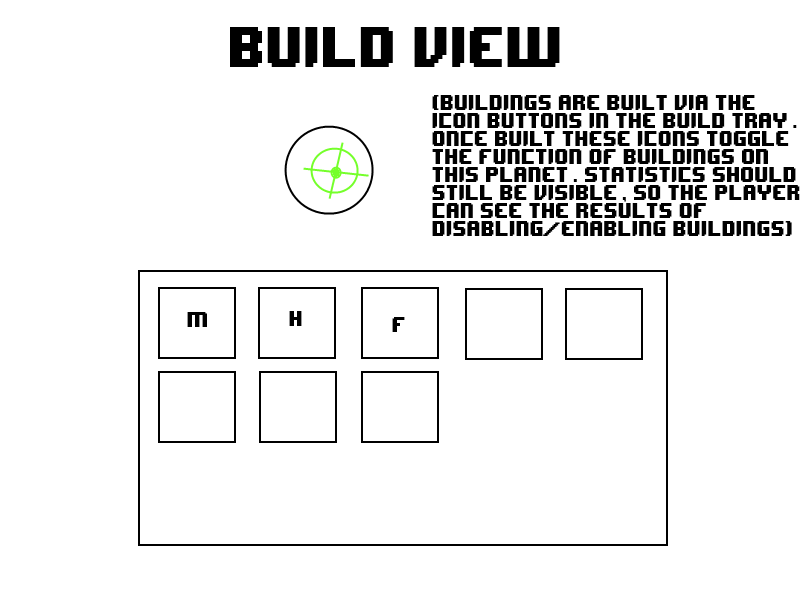 BUILD VIEW
(BUILDINGS ARE BUILT VIA THE
ICON BUTTONS IN THE BUILD TRAY.
ONCE BUILT THESE ICONS TOGGLE
THE FUNCTION OF BUILDINGS ON
THIS PLANET. STATISTICS SHOULD
STILL BE VISIBLE, SO THE PLAYER
CAN SEE THE RESULTS OF
DISABLING/ENABLING BUILDINGS)
M H F